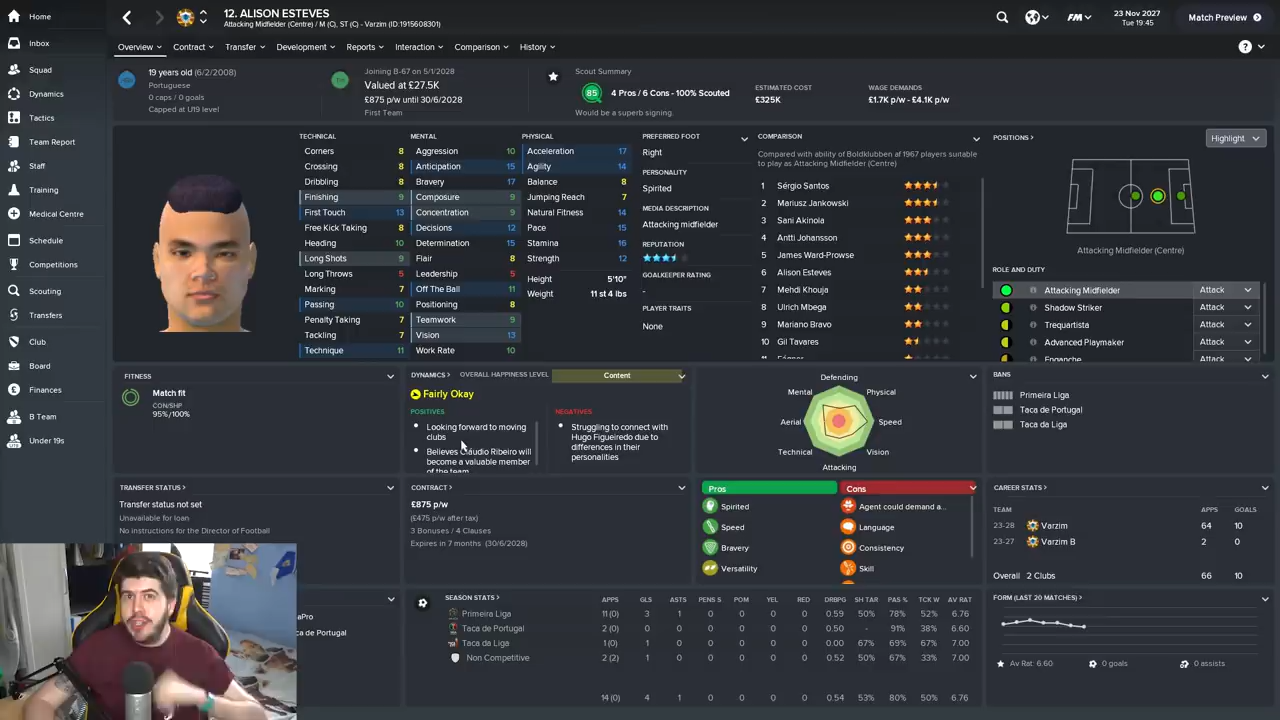 Home
Inbox
Squad
Dynamics
Tactics
Team Report
Staff
Training
Medical Centre
Schedule
Competitions
Scouting
Transfers
Club
Board
Finances
B Team
Under 19s
12. ALISON ESTEVES
Attacking Midfielder (Centre) / M (C), ST (C) - Varzim (ID:1915608301)
FM
23 Nov 2027
Tue 19:45
Match Preview
Overview
Contract
Transfer
Development
Reports
Interaction
Comparison
History
?
19 years old (6/2/2008)
Portuguese
0 caps / 0 goals
Capped at U19 level
Joining B-67 on 5/1/2028
Valued at £27.5K
£875 p/w until 30/6/2028
First Team
Scout Summary
85
4 Pros / 6 Cons - 100% Scouted
Would be a superb signing.
ESTIMATED COST
£325K
WAGE DEMANDS
£1.7K p/w - £4.1K p/w
TECHNICAL
Corners 8
Crossing 8
Dribbling 8
Finishing 9
First Touch 13
Free Kick Taking 8
Heading 10
Long Shots 9
Long Throws 5
Marking 7
Passing 10
Penalty Taking 7
Tackling 7
Technique 11
MENTAL
Aggression 10
Anticipation 15
Bravery 17
Composure 9
Concentration 9
Decisions 12
Determination 15
Flair 8
Leadership 5
Off The Ball 11
Positioning 8
Teamwork 9
Vision 13
Work Rate 10
PHYSICAL
Acceleration 17
Agility 14
Balance 8
Jumping Reach 7
Natural Fitness 14
Pace 15
Stamina 16
Strength 12
Height 5'10"
Weight 11 st 4 lbs
PREFERRED FOOT
Right
PERSONALITY
Spirited
MEDIA DESCRIPTION
Attacking midfielder
REPUTATION
GOALKEEPER RATING
-
PLAYER TRAITS
None
COMPARISON
Compared with ability of Boldklubben af 1967 players suitable
to play as Attacking Midfielder (Centre)
1 Sérgio Santos
2 Mariusz Jankowski
3 Sani Akinola
4 Antti Johansson
5 James Ward-Prowse
6 Alison Esteves
7 Mehdi Khouja
8 Ulrich Mbega
9 Mariano Bravo
10 Gil Tavares
POSITIONS
Highlight
Attacking Midfielder (Centre)
ROLE AND DUTY
Attacking Midfielder Attack
Shadow Striker Attack
Trequartista Attack
Advanced Playmaker Attack
Enganche Attack
FITNESS
Match fit
CON/SHP
95%/100%
DYNAMICS
OVERALL HAPPINESS LEVEL
Content
Fairly Okay
POSITIVES
Looking forward to moving
clubs
Believes Cláudio Ribeiro will
become a valuable member
of the team
NEGATIVES
Struggling to connect with
Hugo Figueiredo due to
differences in their
personalities
Defending
Physical
Speed
Vision
Attacking
Technical
Aerial
Mental
BANS
Primeira Liga
Taca de Portugal
Taca da Liga
TRANSFER STATUS
Transfer status not set
Unavailable for loan
No instructions for the Director of Football
CONTRACT
£875 p/w
(£475 p/w after tax)
3 Bonuses / 4 Clauses
Expires in 7 months (30/6/2028)
Pros
Spirited
Speed
Bravery
Versatility
Cons
Agent could demand a...
Language
Consistency
Skill
CAREER STATS
TEAM APPS GOALS
23-28 Varzim 64 10
23-27 Varzim B 2 0
Overall 2 Clubs 66 10
SEASON STATS APPS GLS ASTS PENS S POM YEL RED DRBPG SH TAR PAS % TCK W AV RAT
Primeira Liga 11 (0) 3 1 0 0 0 0 0.59 50% 78% 52% 6.76
Taca de Portugal 2 (0) 0 0 0 0 0 0 0.50 - 91% 38% 6.60
Taca da Liga 1 (0) 1 0 0 0 0 0 0.00 67% 69% 67% 7.00
Non Competitive 2 (2) 1 0 0 0 0 0 0.52 50% 67% 33% 7.00
14 (0) 4 1 0 0 0 0 0.54 53% 80% 50% 6.76
FORM (LAST 20 MATCHES)
Av Rat: 6.60
0 goals
0 assists